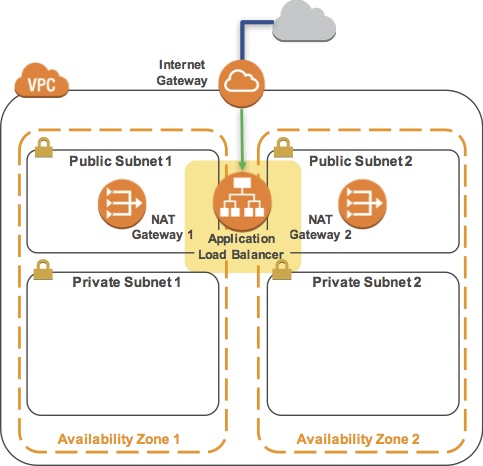 Internet
Gateway
VPC
Public Subnet 1
Public Subnet 2
NAT
Gateway 1
Application
Load Balancer
NAT
Gateway 2
Private Subnet 1
Private Subnet 2
Availability Zone 1
Availability Zone 2